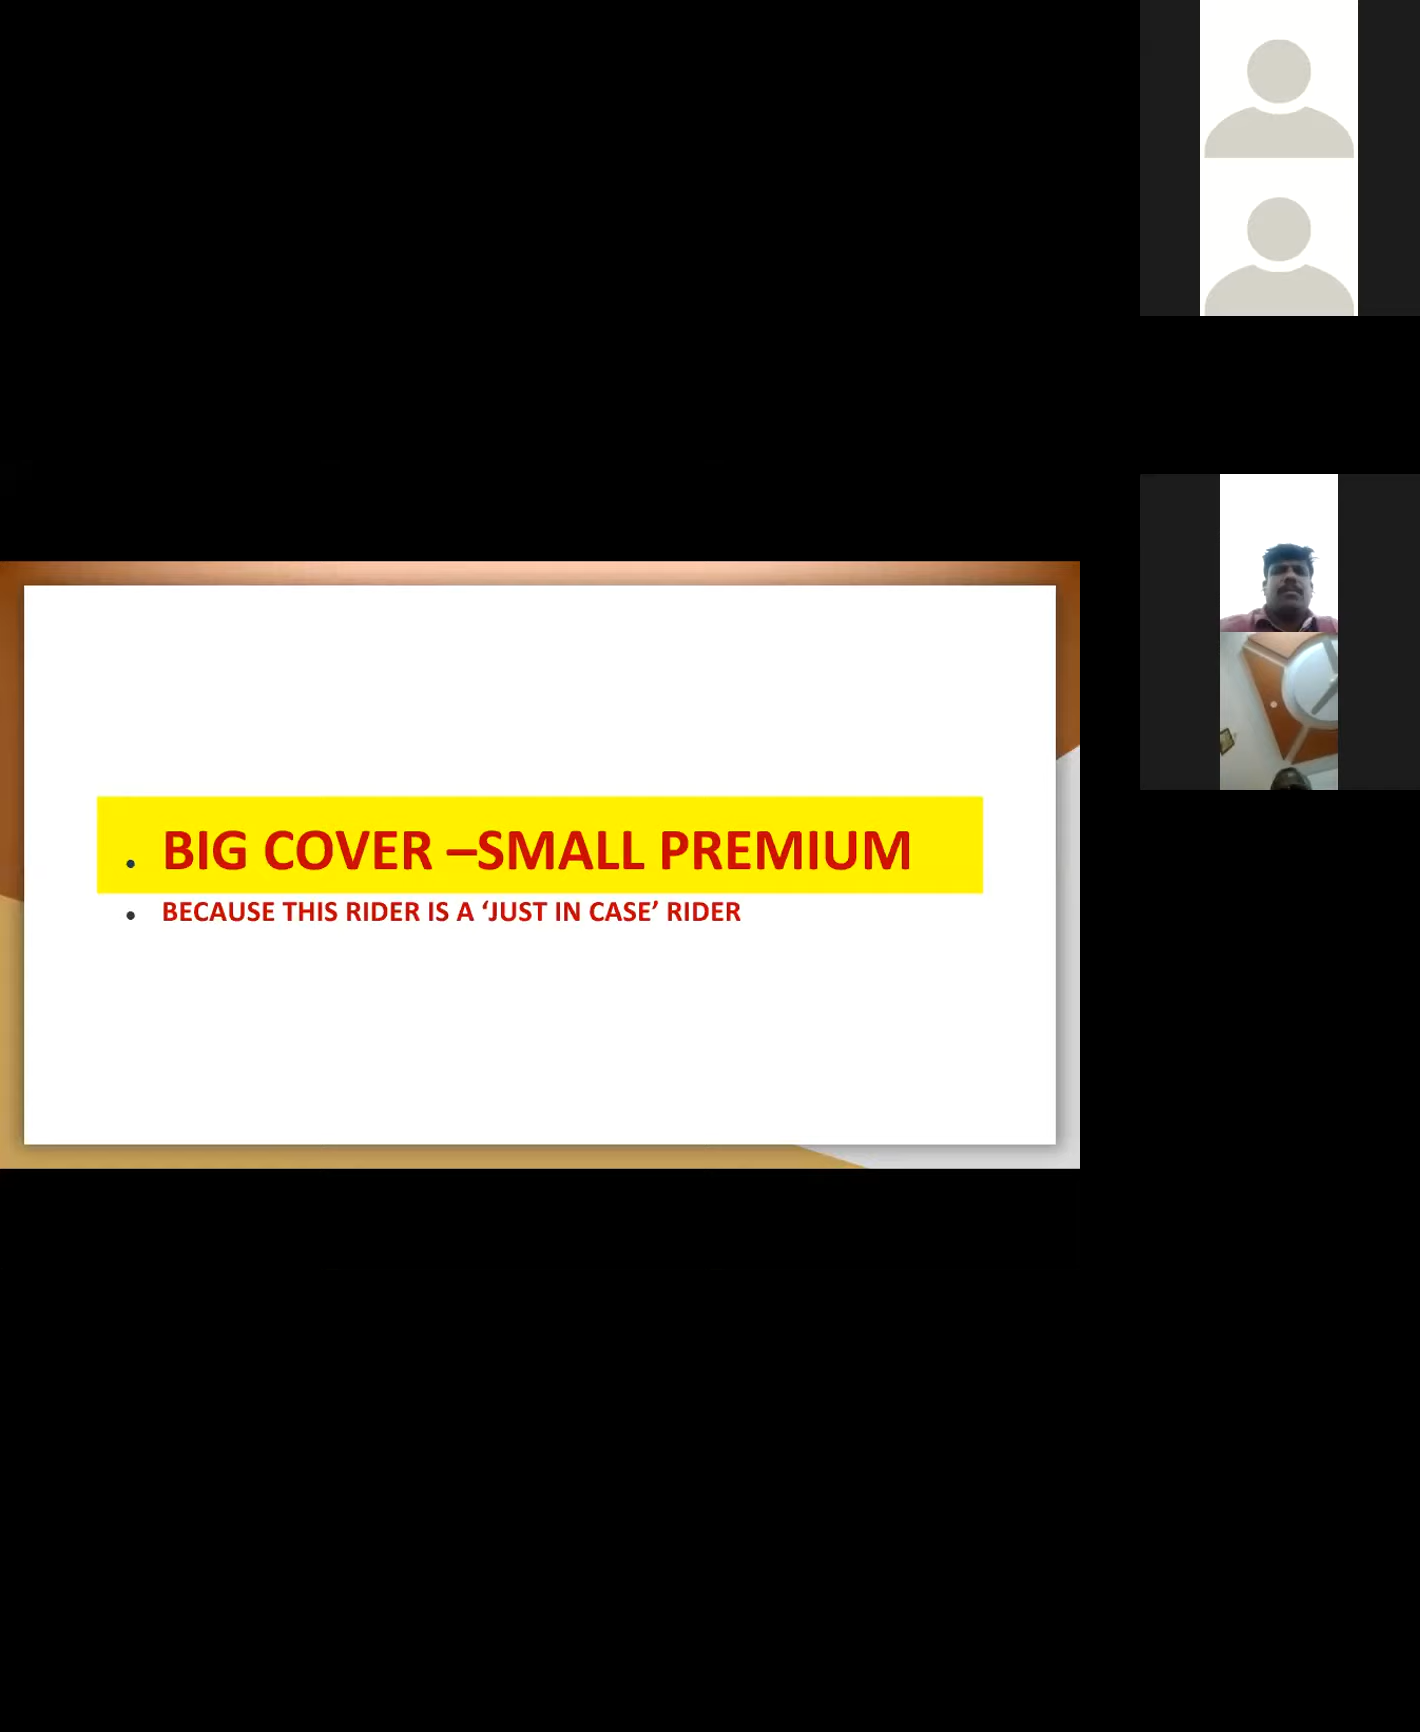 • BIG COVER –SMALL PREMIUM
• BECAUSE THIS RIDER IS A ‘JUST IN CASE’ RIDER